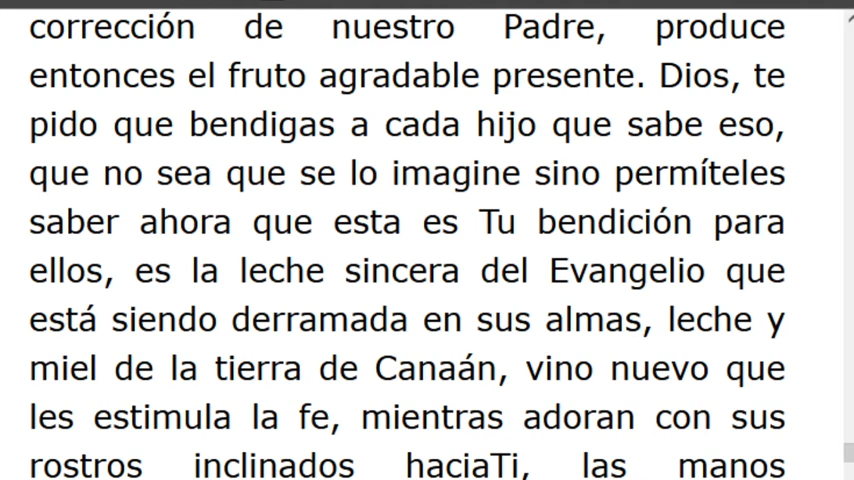 corrección de nuestro Padre, produce
entonces el fruto agradable presente. Dios, te
pido que bendigas a cada hijo que sabe eso,
que no sea que se lo imagine sino permíteles
saber ahora que esta es Tu bendición para
ellos, es la leche sincera del Evangelio que
está siendo derramada en sus almas, leche y
miel de la tierra de Canaán, vino nuevo que
les estimula la fe, mientras adoran con sus
rostros inclinados haciaTi, las manos